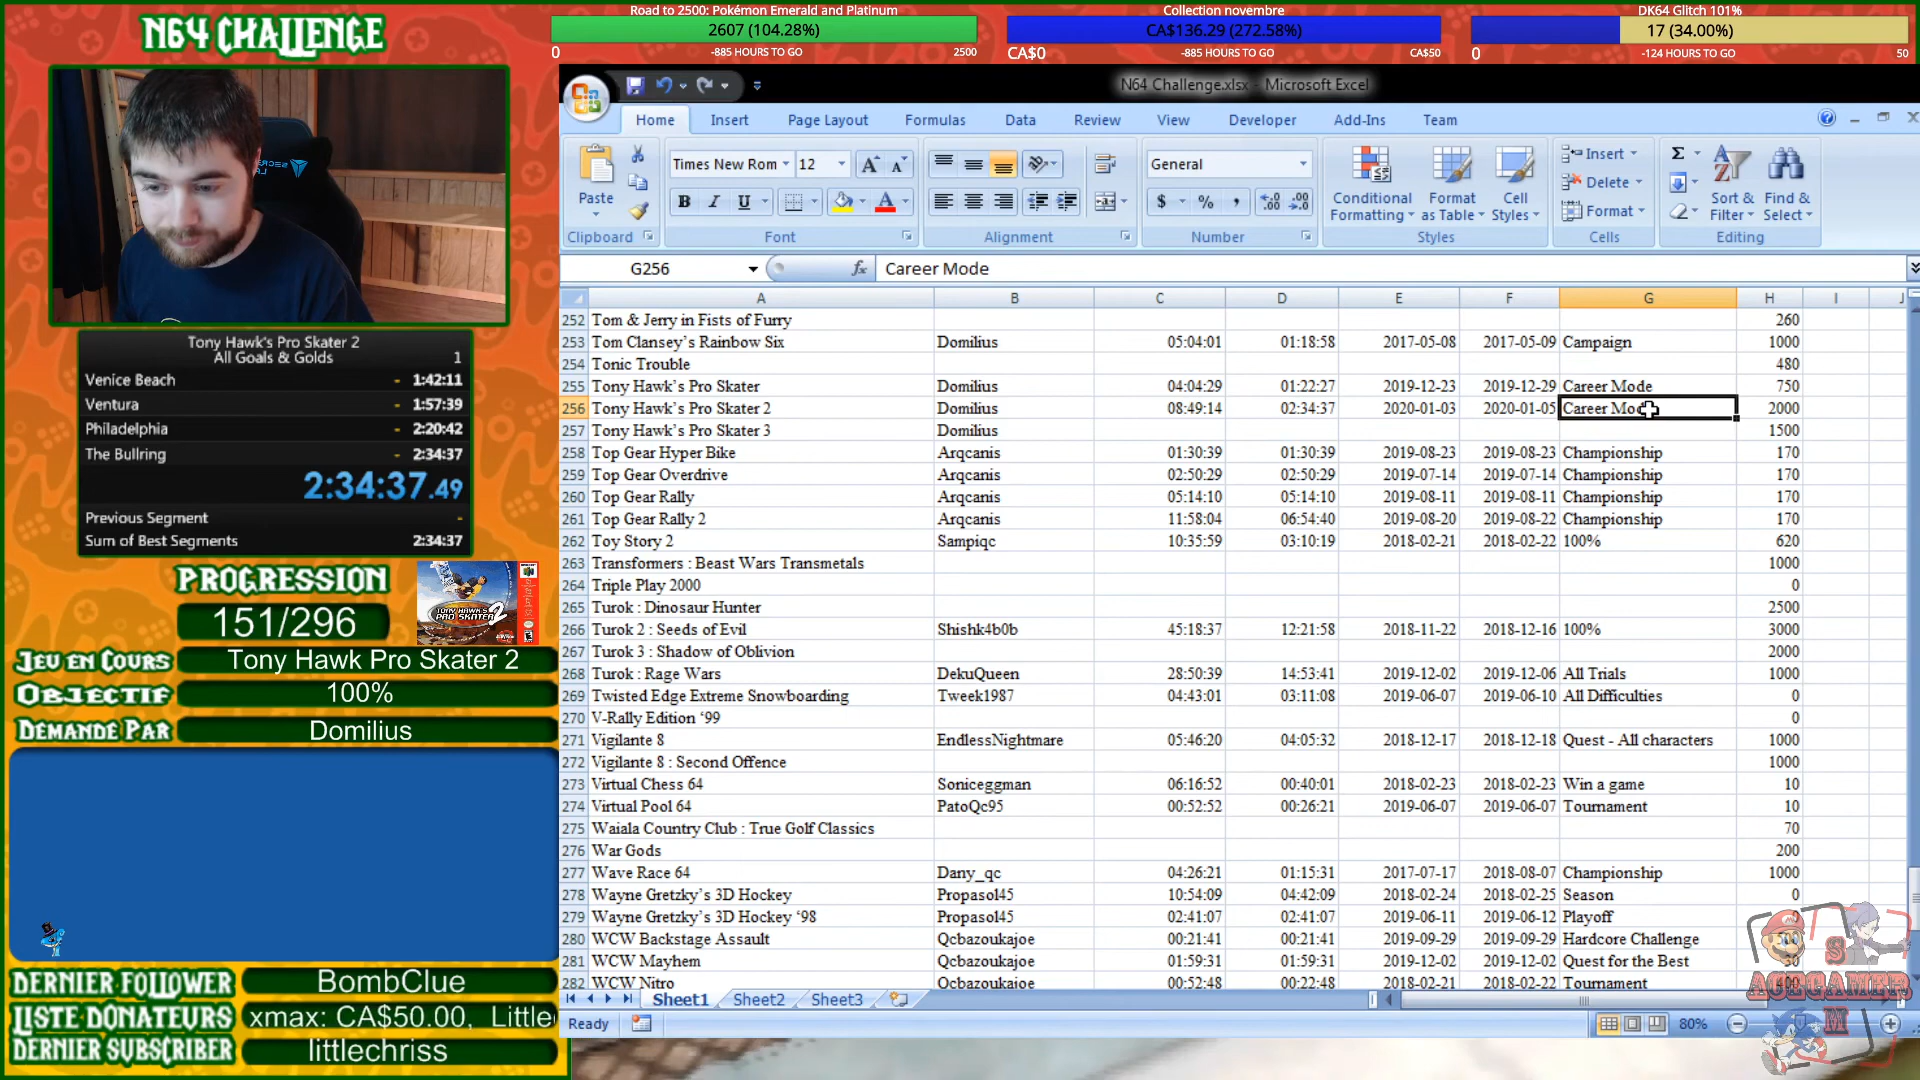 N64 CHALLENGE
Road to 2500: Pokémon Emerald and Platinum
2607 (104.28%)
0 -885 HOURS TO GO 2500
Collection novembre
CA$136.29 (272.58%)
CA$0 -885 HOURS TO GO CA$50
DK64 Glitch 101%
17 (34.00%)
0 -124 HOURS TO GO 50
N64 Challenge.xlsx - Microsoft Excel
Home Insert Page Layout Formulas Data Review View Developer Add-Ins Team
Paste
Clipboard
Times New Rom 12
B I U
Font
Alignment
General
$ % ,
Number
Conditional Formatting
Format as Table
Cell Styles
Styles
Insert
Delete
Format
Cells
Sort & Filter
Find & Select
Editing
G256 fx Career Mode
A B C D E F G H I J
252 Tom & Jerry in Fists of Furry 260
253 Tom Clansey's Rainbow Six Domilius 05:04:01 01:18:58 2017-05-08 2017-05-09 Campaign 1000
254 Tonic Trouble 480
255 Tony Hawk's Pro Skater Domilius 04:04:29 01:22:27 2019-12-23 2019-12-29 Career Mode 750
256 Tony Hawk's Pro Skater 2 Domilius 08:49:14 02:34:37 2020-01-03 2020-01-05 Career Mode 2000
257 Tony Hawk's Pro Skater 3 Domilius 1500
258 Top Gear Hyper Bike Arqcanis 01:30:39 01:30:39 2019-08-23 2019-08-23 Championship 170
259 Top Gear Overdrive Arqcanis 02:50:29 02:50:29 2019-07-14 2019-07-14 Championship 170
260 Top Gear Rally Arqcanis 05:14:10 05:14:10 2019-08-11 2019-08-11 Championship 170
261 Top Gear Rally 2 Arqcanis 11:58:04 06:54:40 2019-08-20 2019-08-22 Championship 170
262 Toy Story 2 Sampiqc 10:35:59 03:10:19 2018-02-21 2018-02-22 100% 620
263 Transformers : Beast Wars Transmetals 1000
264 Triple Play 2000 0
265 Turok : Dinosaur Hunter 2500
266 Turok 2 : Seeds of Evil Shishk4b0b 45:18:37 12:21:58 2018-11-22 2018-12-16 100% 3000
267 Turok 3 : Shadow of Oblivion 2000
268 Turok : Rage Wars DekuQueen 28:50:39 14:53:41 2019-12-02 2019-12-06 All Trials 1000
269 Twisted Edge Extreme Snowboarding Tweek1987 04:43:01 03:11:08 2019-06-07 2019-06-10 All Difficulties 0
270 V-Rally Edition '99 0
271 Vigilante 8 EndlessNightmare 05:46:20 04:05:32 2018-12-17 2018-12-18 Quest - All characters 1000
272 Vigilante 8 : Second Offence 1000
273 Virtual Chess 64 Soniceggman 06:16:52 00:40:01 2018-02-23 2018-02-23 Win a game 10
274 Virtual Pool 64 PatoQc95 00:52:52 00:26:21 2019-06-07 2019-06-07 Tournament 10
275 Waiala Country Club : True Golf Classics 70
276 War Gods 200
277 Wave Race 64 Dany_qc 04:26:21 01:15:31 2017-07-17 2018-08-07 Championship 1000
278 Wayne Gretzky's 3D Hockey Propasol45 10:54:09 04:42:09 2018-02-24 2018-02-25 Season 0
279 Wayne Gretzky's 3D Hockey '98 Propasol45 02:41:07 02:41:07 2019-06-11 2019-06-12 Playoff
280 WCW Backstage Assault Qcbazoukajoe 00:21:41 00:21:41 2019-09-29 2019-09-29 Hardcore Challenge
281 WCW Mayhem Qcbazoukajoe 01:59:31 01:59:31 2019-12-02 2019-12-02 Quest for the Best
282 WCW Nitro Qcbazoukajoe 00:52:48 00:22:48 2018-02-21 2018-02-22 Tournament
Sheet1 Sheet2 Sheet3
Ready 80%
Tony Hawk's Pro Skater 2
All Goals & Golds 1
Venice Beach - 1:42:11
Ventura - 1:57:39
Philadelphia - 2:20:42
The Bullring - 2:34:37
2:34:37.49
Previous Segment -
Sum of Best Segments 2:34:37
PROGRESSION
151/296
TONY HAWK'S PRO SKATER 2
JEU EN COURS Tony Hawk Pro Skater 2
OBJECTIF 100%
DEMANDÉ PAR Domilius
DERNIER FOLLOWER BombClue
LISTE DONATEURS xmax: CA$50.00, Little
DERNIER SUBSCRIBER littlechriss
S
ACEGAMER
M